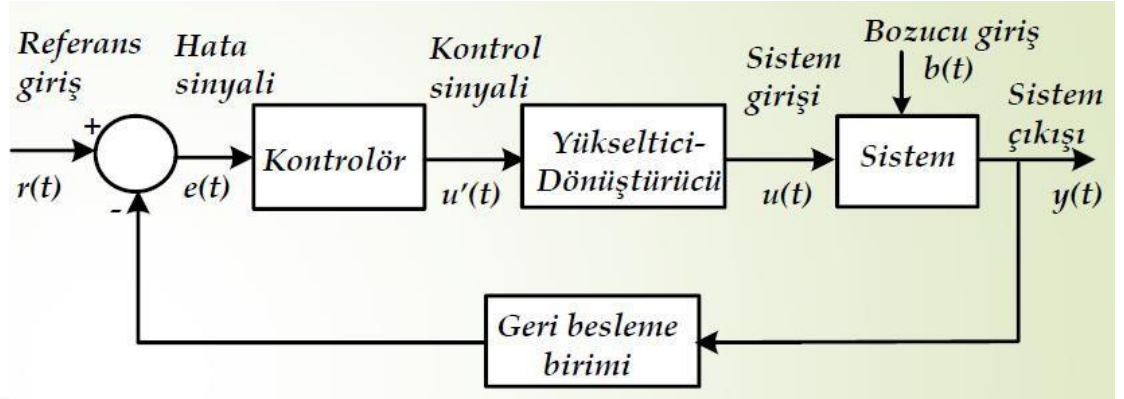 Referans
giriş
Hata
sinyali
Kontrol
sinyali
Sistem
girişi
Bozucu giriş
b(t)
Sistem
çıkışı
+
-
r(t)
e(t)
Kontrolör
u'(t)
Yükseltici-
Dönüştürücü
u(t)
Sistem
y(t)
Geri besleme
birimi